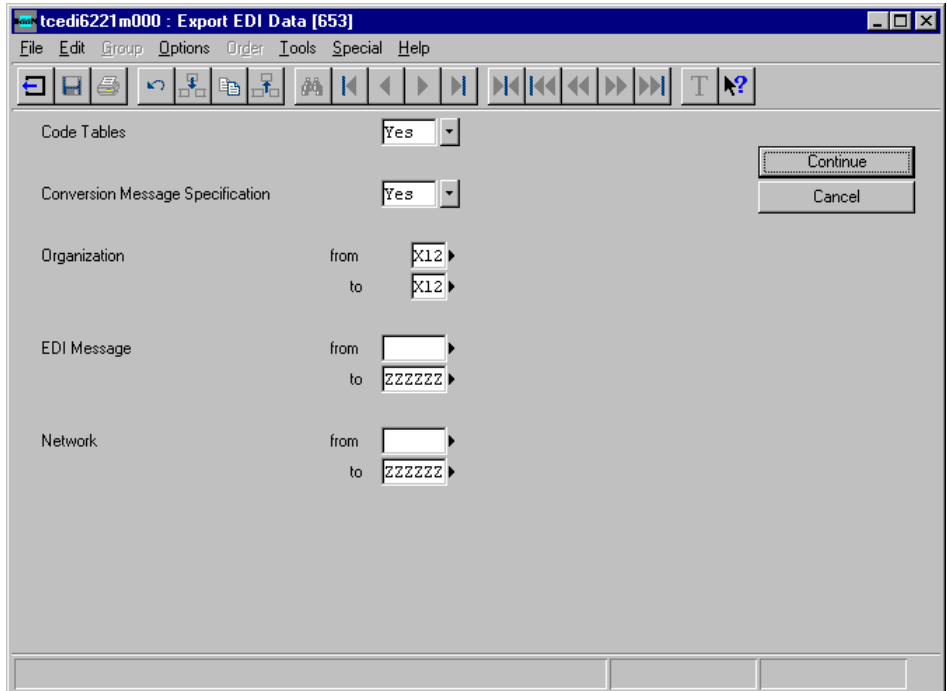 tcedi6221m000 : Export EDI Data [653]
File Edit Group Options Order Tools Special Help
T ?
Code Tables Yes
Continue
Conversion Message Specification Yes
Cancel
Organization from X12
to X12
EDI Message from
to ZZZZZZ
Network from
to ZZZZZZ